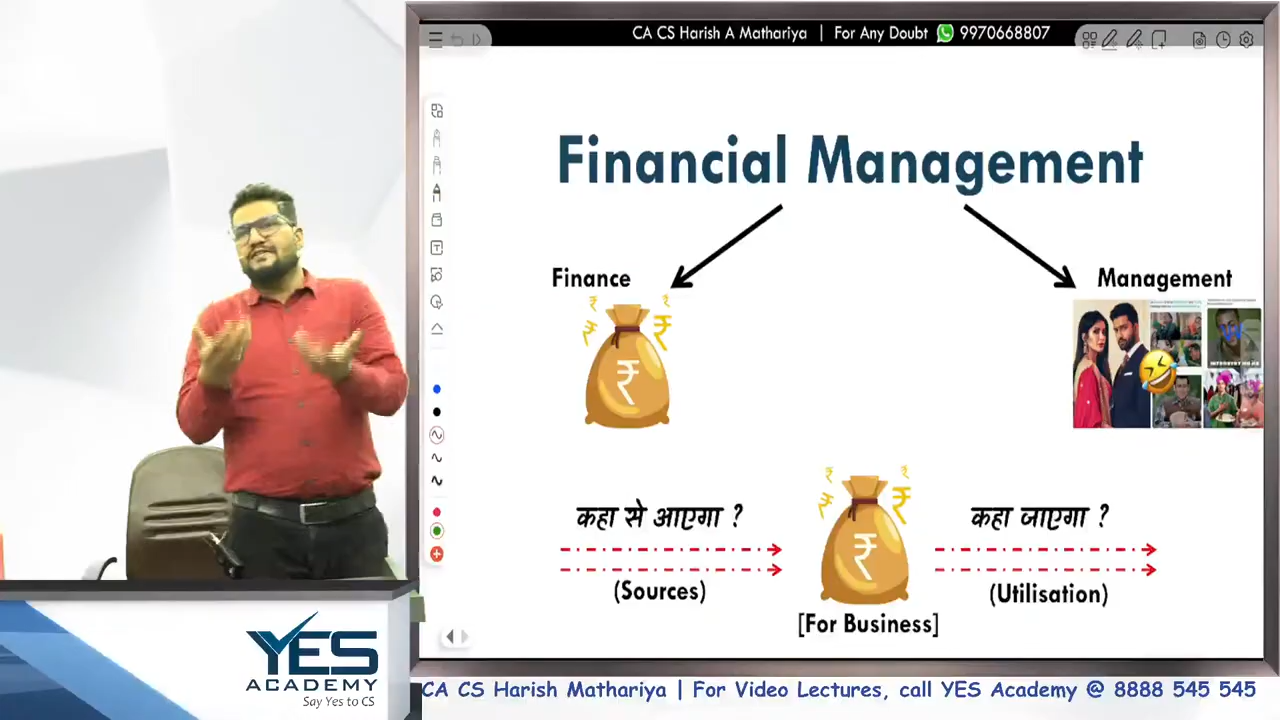 CA CS Harish A Mathariya | For Any Doubt 9970668807
Financial Management
Finance
Management
कहा से आएगा ?
कहा जाएगा ?
(Sources)
(Utilisation)
[For Business]
YES
ACADEMY
Say Yes to CS
CA CS Harish Mathariya | For Video Lectures, call YES Academy @ 8888 545 545